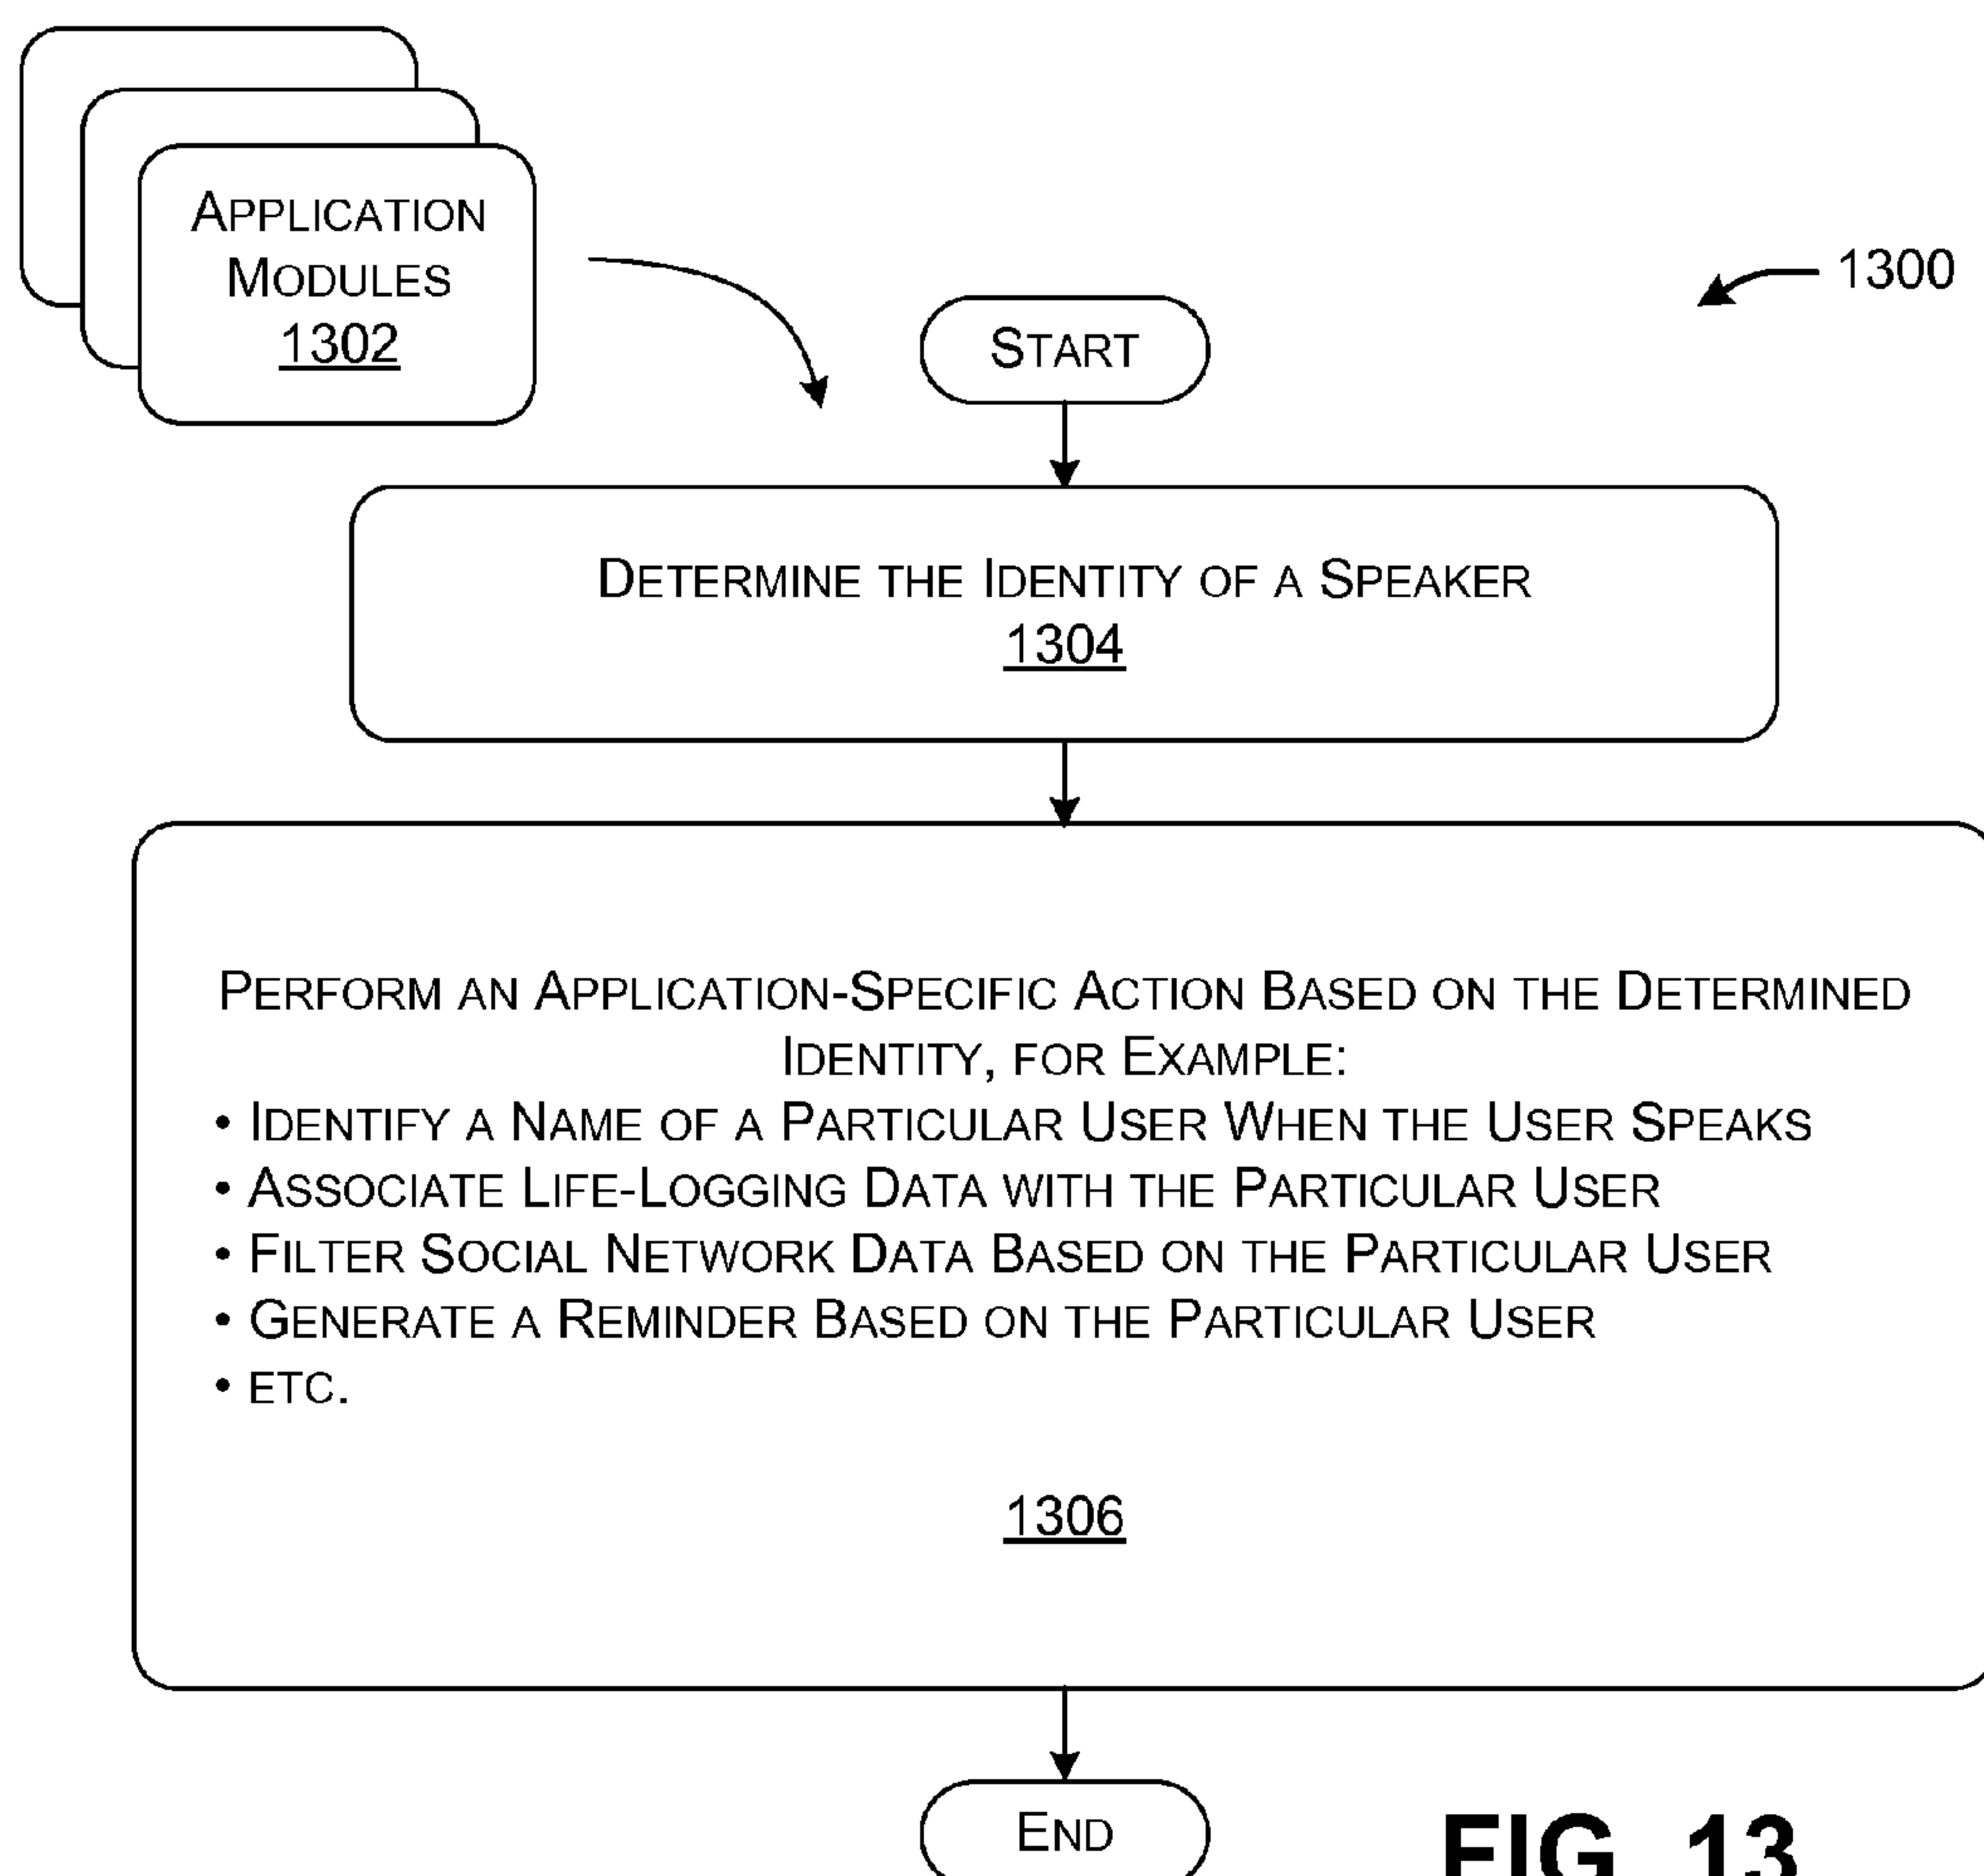 APPLICATION
MODULES
1302
1300
START
DETERMINE THE IDENTITY OF A SPEAKER
1304
PERFORM AN APPLICATION-SPECIFIC ACTION BASED ON THE DETERMINED
IDENTITY, FOR EXAMPLE:
• IDENTIFY A NAME OF A PARTICULAR USER WHEN THE USER SPEAKS
• ASSOCIATE LIFE-LOGGING DATA WITH THE PARTICULAR USER
• FILTER SOCIAL NETWORK DATA BASED ON THE PARTICULAR USER
• GENERATE A REMINDER BASED ON THE PARTICULAR USER
• ETC.
1306
END
FIG. 13